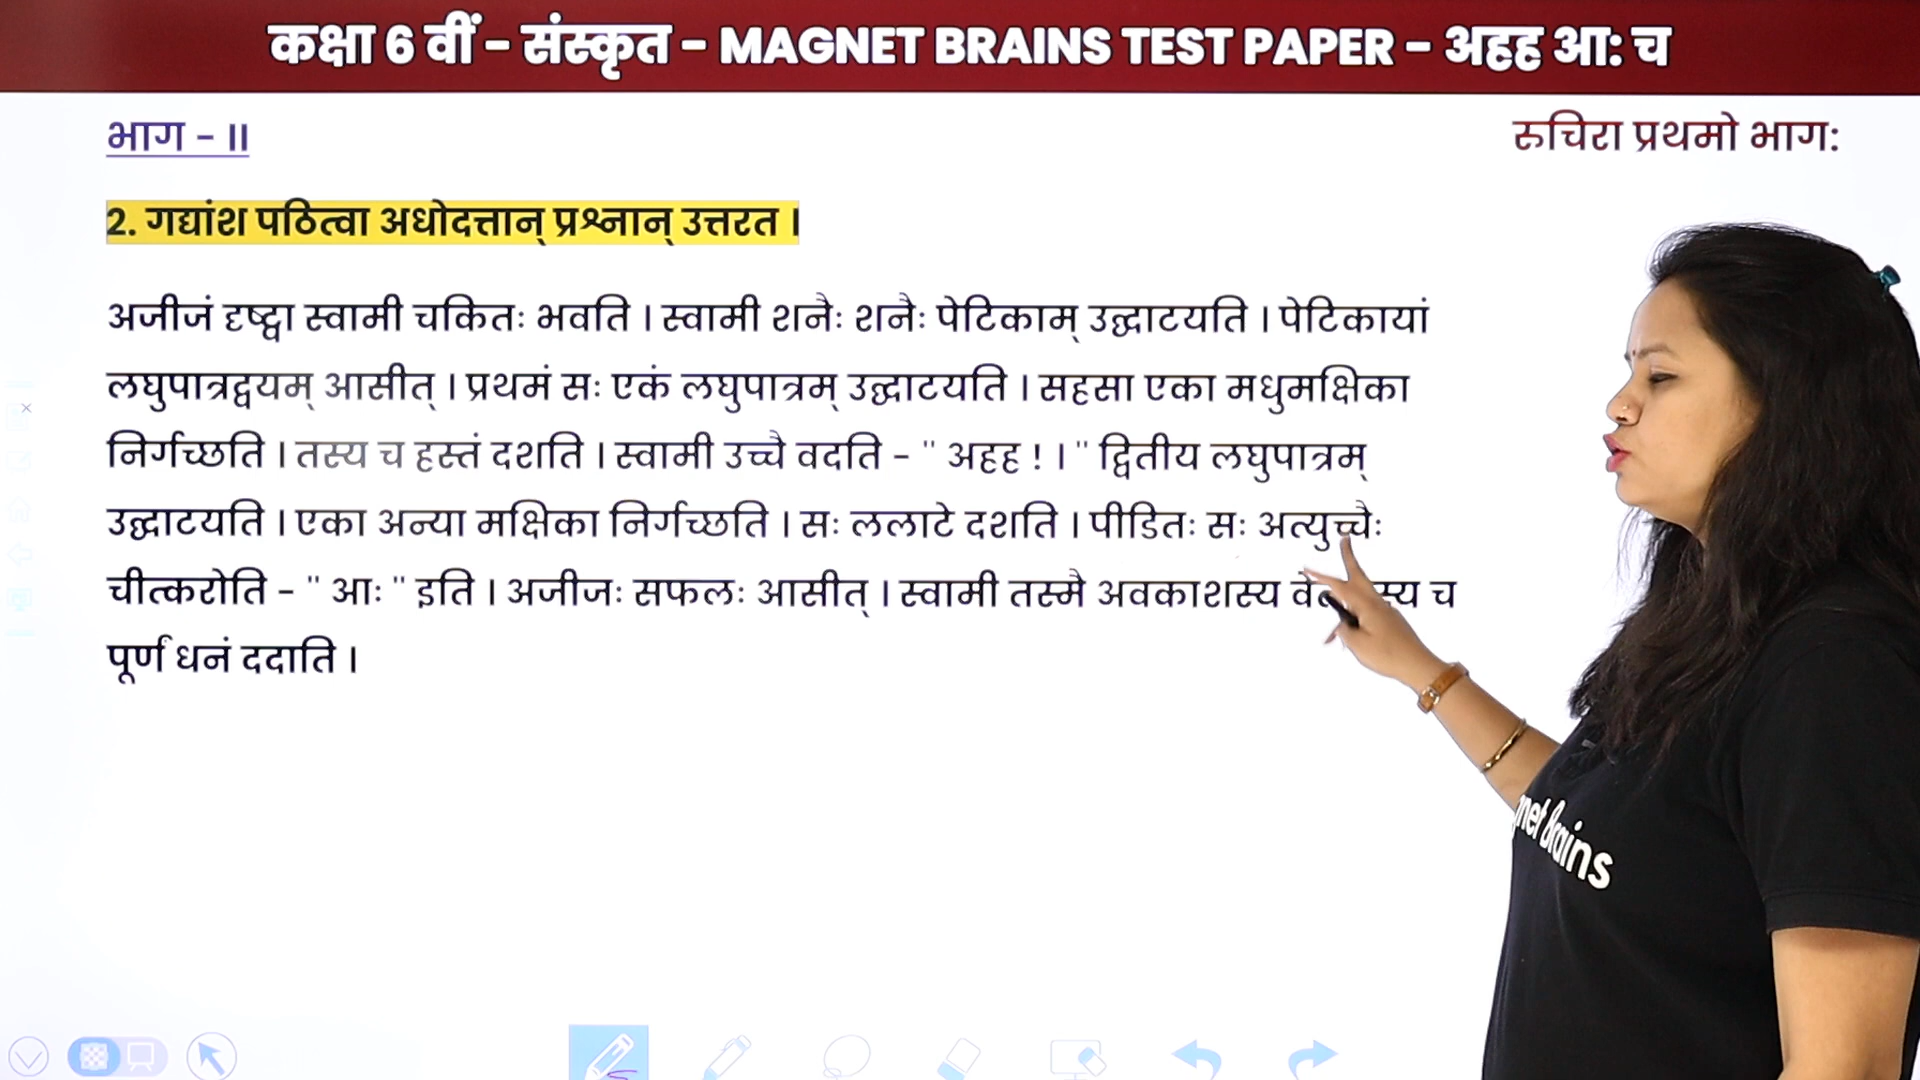 कक्षा 6 वीं - संस्कृत - MAGNET BRAINS TEST PAPER - अहह आ: च
भाग - II
रुचिरा प्रथमो भाग:
2. गद्यांश पठित्वा अधोदत्तान् प्रश्नान् उत्तरत ।
अजीजं दृष्ट्वा स्वामी चकितः भवति । स्वामी शनैः शनैः पेटिकाम् उद्घाटयति । पेटिकायां
लघुपात्रद्वयम् आसीत् । प्रथमं सः एकं लघुपात्रम् उद्घाटयति । सहसा एका मधुमक्षिका
निर्गच्छति । तस्य च हस्तं दशति । स्वामी उच्चै वदति - " अहह ! । " द्वितीय लघुपात्रम्
उद्घाटयति । एका अन्या मक्षिका निर्गच्छति । सः ललाटे दशति । पीडितः सः अत्युच्चैः
चीत्करोति - " आः " इति । अजीजः सफलः आसीत् । स्वामी तस्मै अवकाशस्य च
पूर्ण धनं ददाति ।
gnet Brains